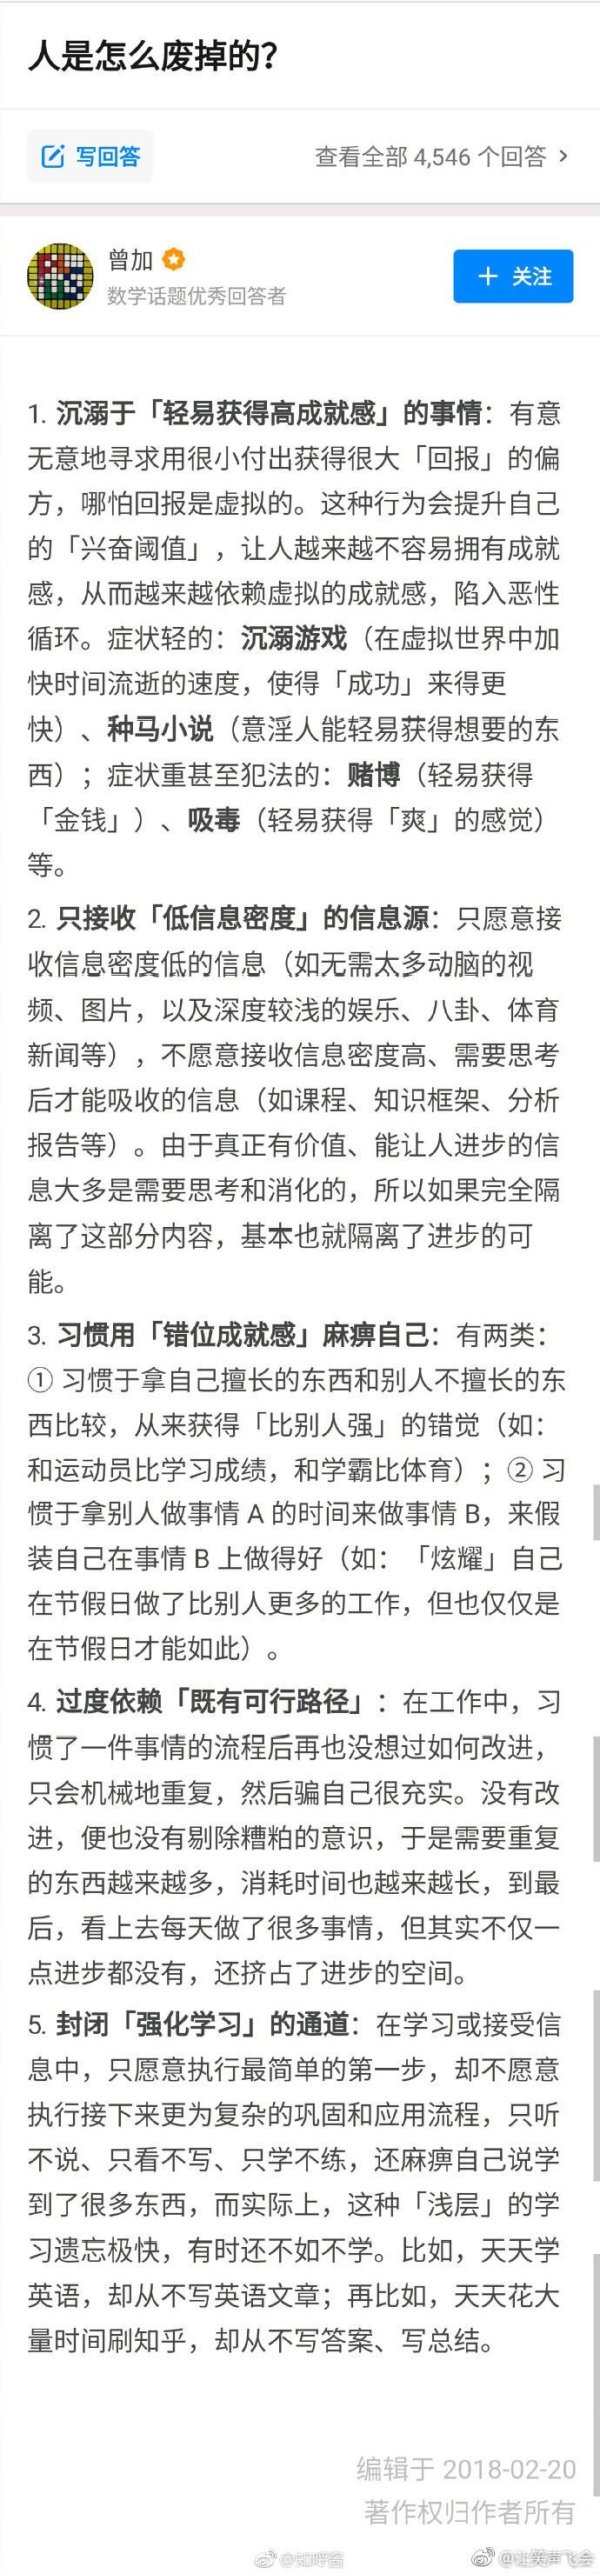 人是怎么废掉的?
写回答
查看全部 4,546 个回答 >
曾加
数学话题优秀回答者
+ 关注
1. 沉溺于「轻易获得高成就感」的事情：有意
无意地寻求用很小付出获得很大「回报」的偏
方，哪怕回报是虚拟的。这种行为会提升自己
的「兴奋阈值」，让人越来越不容易拥有成就
感，从而越来越依赖虚拟的成就感，陷入恶性
循环。症状轻的：沉溺游戏（在虚拟世界中加
快时间流逝的速度，使得「成功」来得更
快）、种马小说（意淫人能轻易获得想要的东
西）；症状重甚至犯法的：赌博（轻易获得
「金钱」）、吸毒（轻易获得「爽」的感觉）
等。
2. 只接收「低信息密度」的信息源：只愿意接
收信息密度低的信息（如无需太多动脑的视
频、图片，以及深度较浅的娱乐、八卦、体育
新闻等），不愿意接收信息密度高、需要思考
后才能吸收的信息（如课程、知识框架、分析
报告等）。由于真正有价值、能让人进步的信
息大多是需要思考和消化的，所以如果完全隔
离了这部分内容，基本也就隔离了进步的可
能。
3. 习惯用「错位成就感」麻痹自己：有两类：
① 习惯于拿自己擅长的东西和别人不擅长的东
西比较，从来获得「比别人强」的错觉（如：
和运动员比学习成绩，和学霸比体育）；② 习
惯于拿别人做事情 A 的时间来做事情 B，来假
装自己在事情 B 上做得好（如：「炫耀」自己
在节假日做了比别人更多的工作，但也仅仅是
在节假日才能如此）。
4. 过度依赖「既有可行路径」：在工作中，习
惯了一件事情的流程后再也没想过如何改进，
只会机械地重复，然后骗自己很充实。没有改
进，便也没有剔除糟粕的意识，于是需要重复
的东西越来越多，消耗时间也越来越长，到最
后，看上去每天做了很多事情，但其实不仅一
点进步都没有，还挤占了进步的空间。
5. 封闭「强化学习」的通道：在学习或接受信
息中，只愿意执行最简单的第一步，却不愿意
执行接下来更为复杂的巩固和应用流程，只听
不说、只看不写、只学不练，还麻痹自己说学
到了很多东西，而实际上，这种「浅层」的学
习遗忘极快，有时还不如不学。比如，天天学
英语，却从不写英语文章；再比如，天天花大
量时间刷知乎，却从不写答案、写总结。
编辑于 2018-02-20
著作权归作者所有
@知呼酱
@让笑声飞会